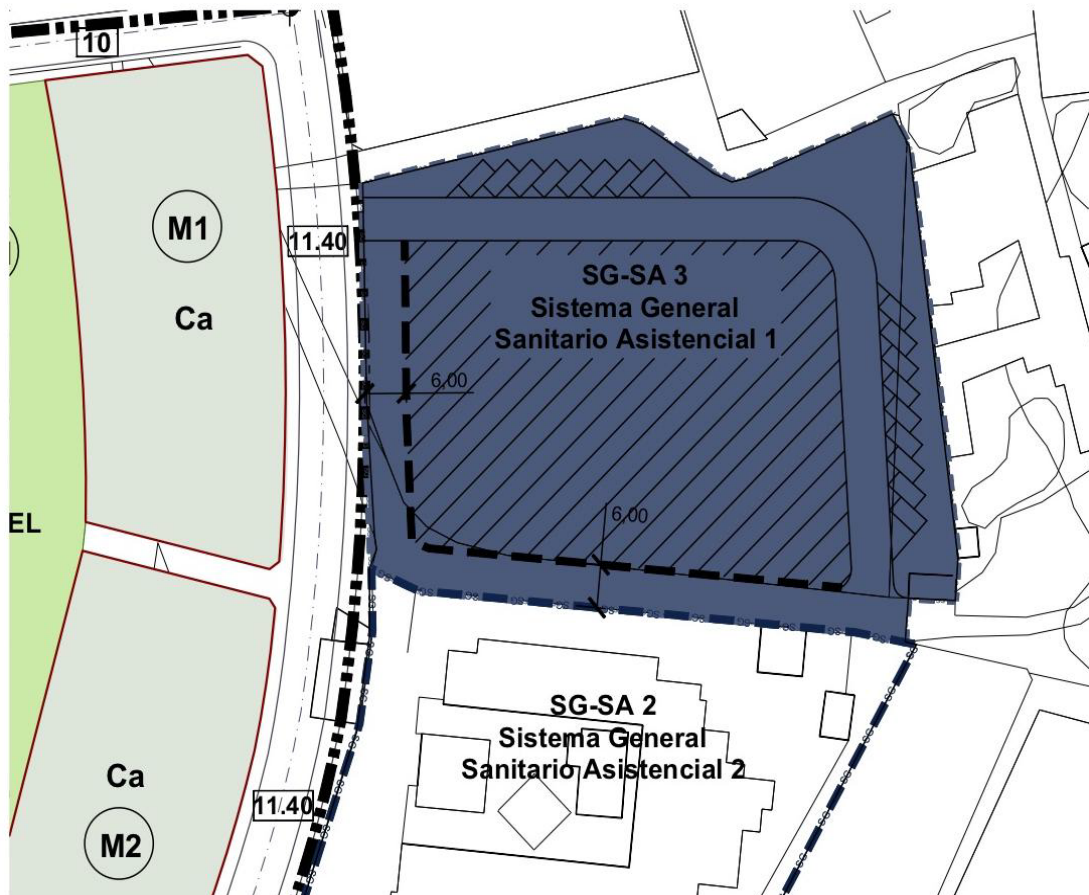 10
M1
Ca
11.40
SG-SA 3
Sistema General
Sanitario Asistencial 1
6,00
6,00
EL
SG-SA 2
Sistema General
Sanitario Asistencial 2
Ca
M2
11.40